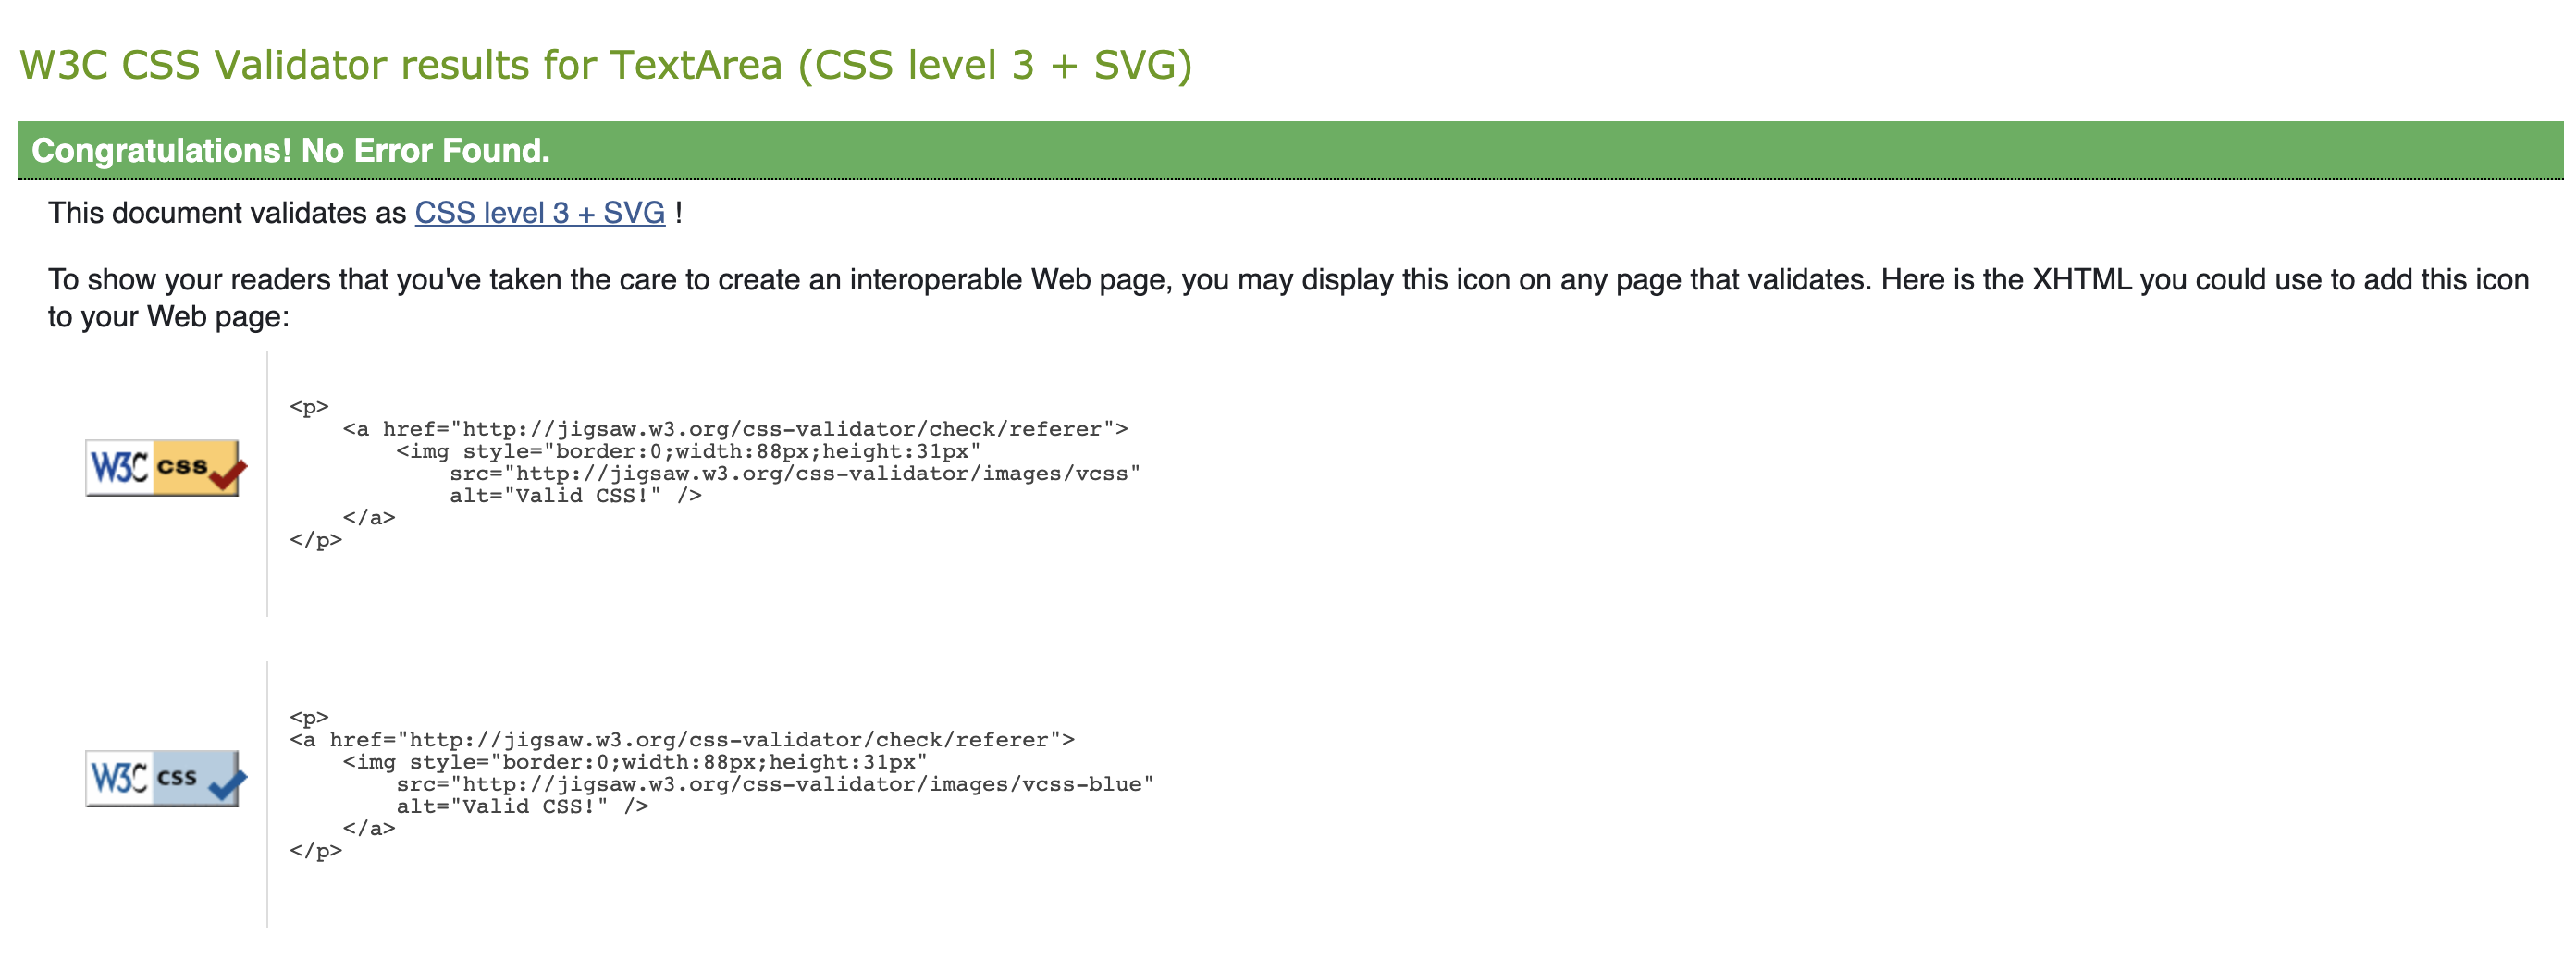 W3C CSS Validator results for TextArea (CSS level 3 + SVG)
Congratulations! No Error Found.
This document validates as CSS level 3 + SVG !
To show your readers that you've taken the care to create an interoperable Web page, you may display this icon on any page that validates. Here is the XHTML you could use to add this icon
to your Web page:
W3C css
<p>
    <a href="http://jigsaw.w3.org/css-validator/check/referer">
        <img style="border:0;width:88px;height:31px"
            src="http://jigsaw.w3.org/css-validator/images/vcss"
            alt="Valid CSS!" />
    </a>
</p>
W3C css
<p>
<a href="http://jigsaw.w3.org/css-validator/check/referer">
    <img style="border:0;width:88px;height:31px"
        src="http://jigsaw.w3.org/css-validator/images/vcss-blue"
        alt="Valid CSS!" />
    </a>
</p>